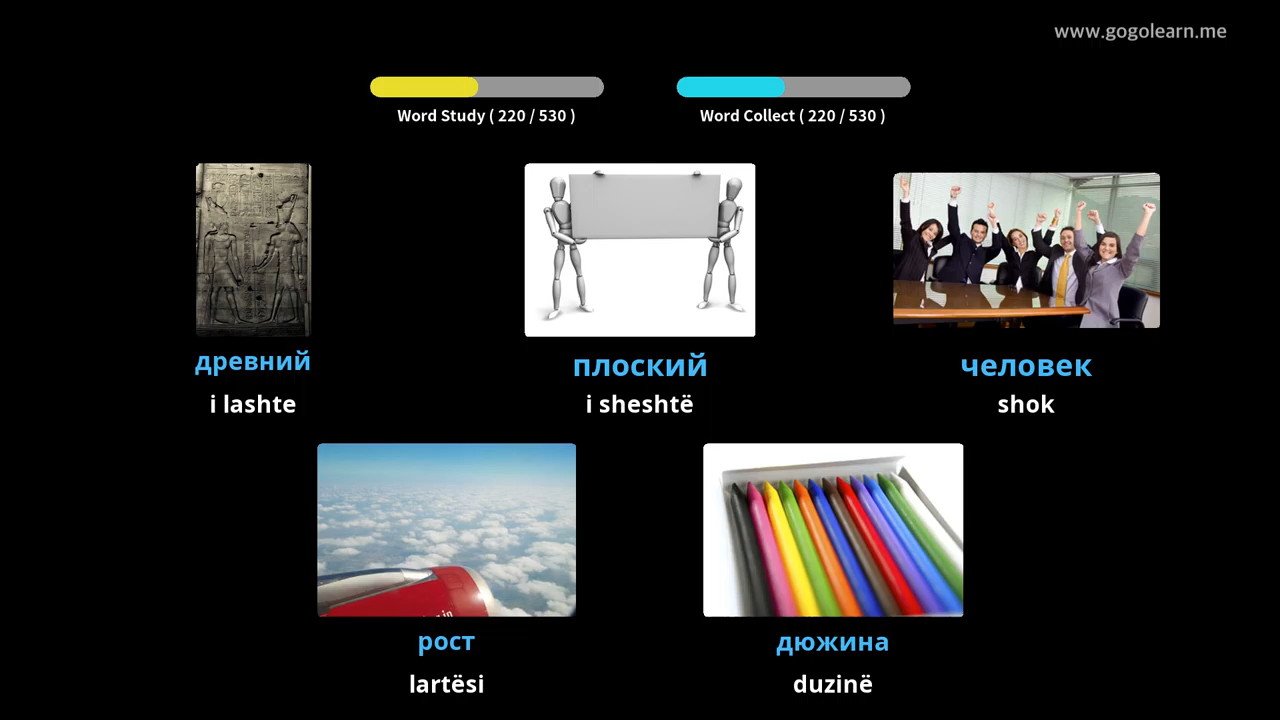 www.gogolearn.me
Word Study ( 220 / 530 )
Word Collect ( 220 / 530 )
древний
плоский
человек
i lashte
i sheshtë
shok
рост
дюжина
lartësi
duzinë